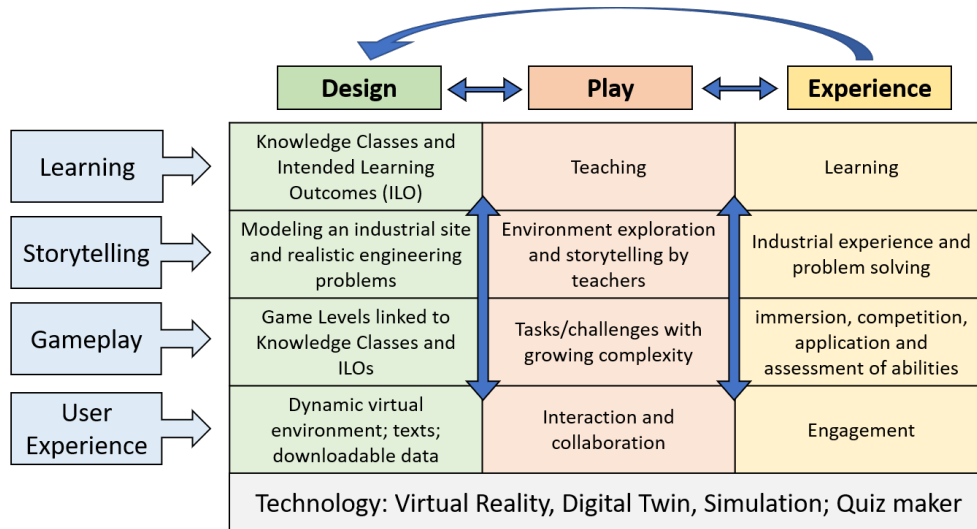 Design
Play
Experience
Learning
Knowledge Classes and
Intended Learning
Outcomes (ILO)
Teaching
Learning
Storytelling
Modeling an industrial site
and realistic engineering
problems
Environment exploration
and storytelling by
teachers
Industrial experience and
problem solving
Gameplay
Game Levels linked to
Knowledge Classes and
ILOs
Tasks/challenges with
growing complexity
immersion, competition,
application and
assessment of abilities
User
Experience
Dynamic virtual
environment; texts;
downloadable data
Interaction and
collaboration
Engagement
Technology: Virtual Reality, Digital Twin, Simulation; Quiz maker